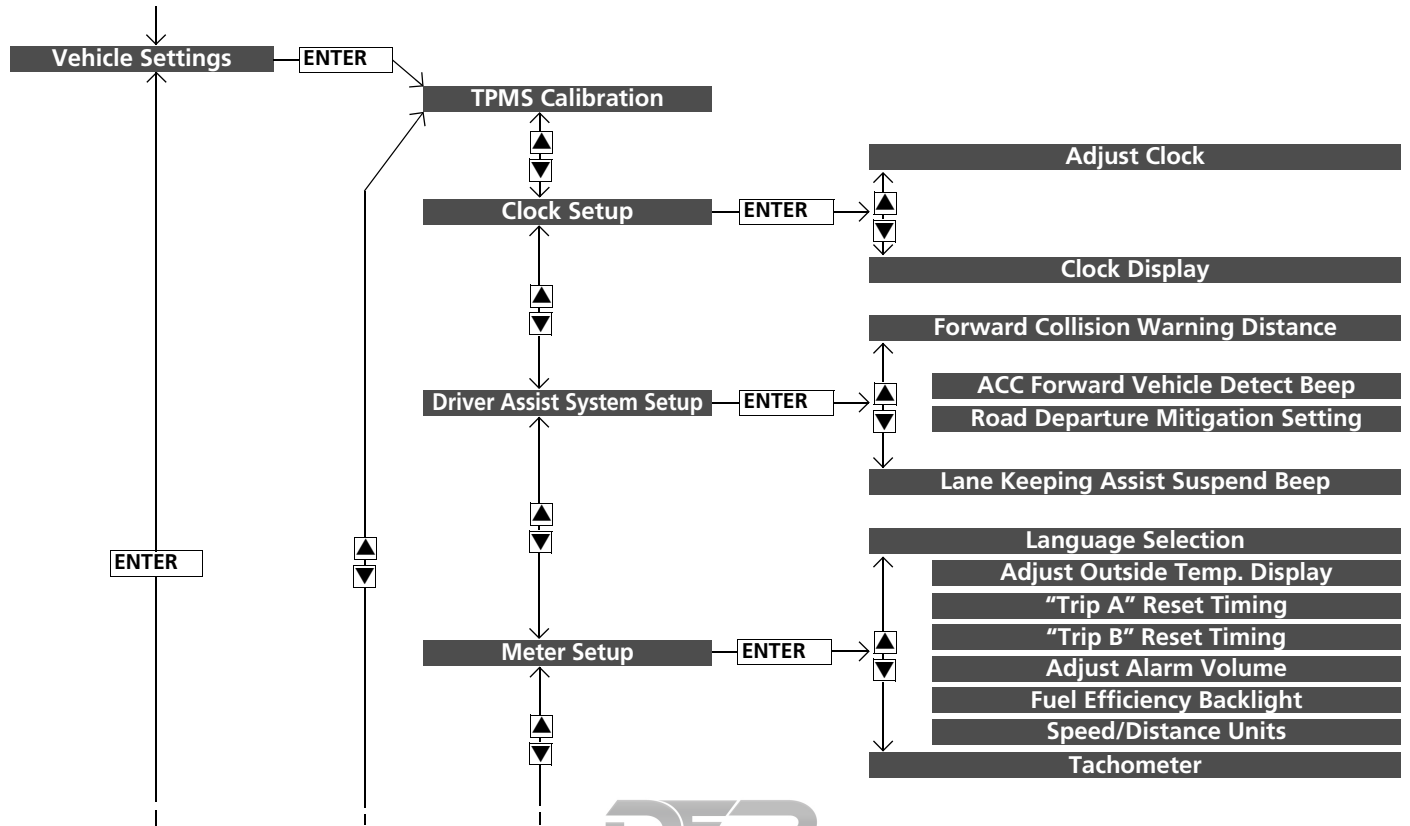 Vehicle Settings
ENTER
TPMS Calibration
Adjust Clock
Clock Setup
ENTER
Clock Display
Forward Collision Warning Distance
ACC Forward Vehicle Detect Beep
Driver Assist System Setup
ENTER
Road Departure Mitigation Setting
Lane Keeping Assist Suspend Beep
Language Selection
ENTER
Adjust Outside Temp. Display
“Trip A” Reset Timing
“Trip B” Reset Timing
Meter Setup
ENTER
Adjust Alarm Volume
Fuel Efficiency Backlight
Speed/Distance Units
Tachometer